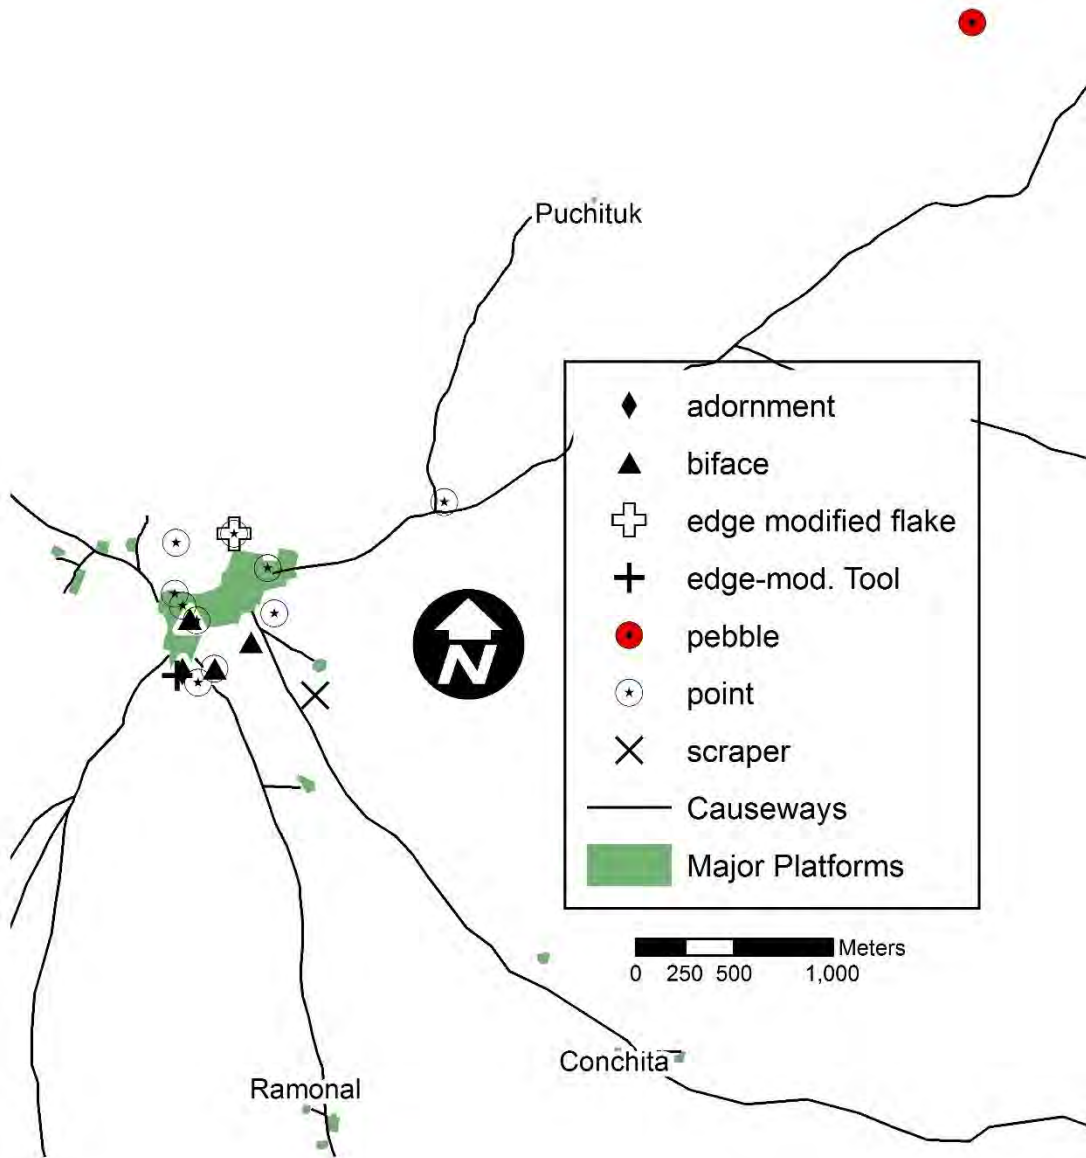 Puchituk
adornment
biface
edge modified flake
edge-mod. Tool
pebble
point
scraper
Causeways
Major Platforms
N
Meters
0 250 500 1,000
Conchita
Ramonal